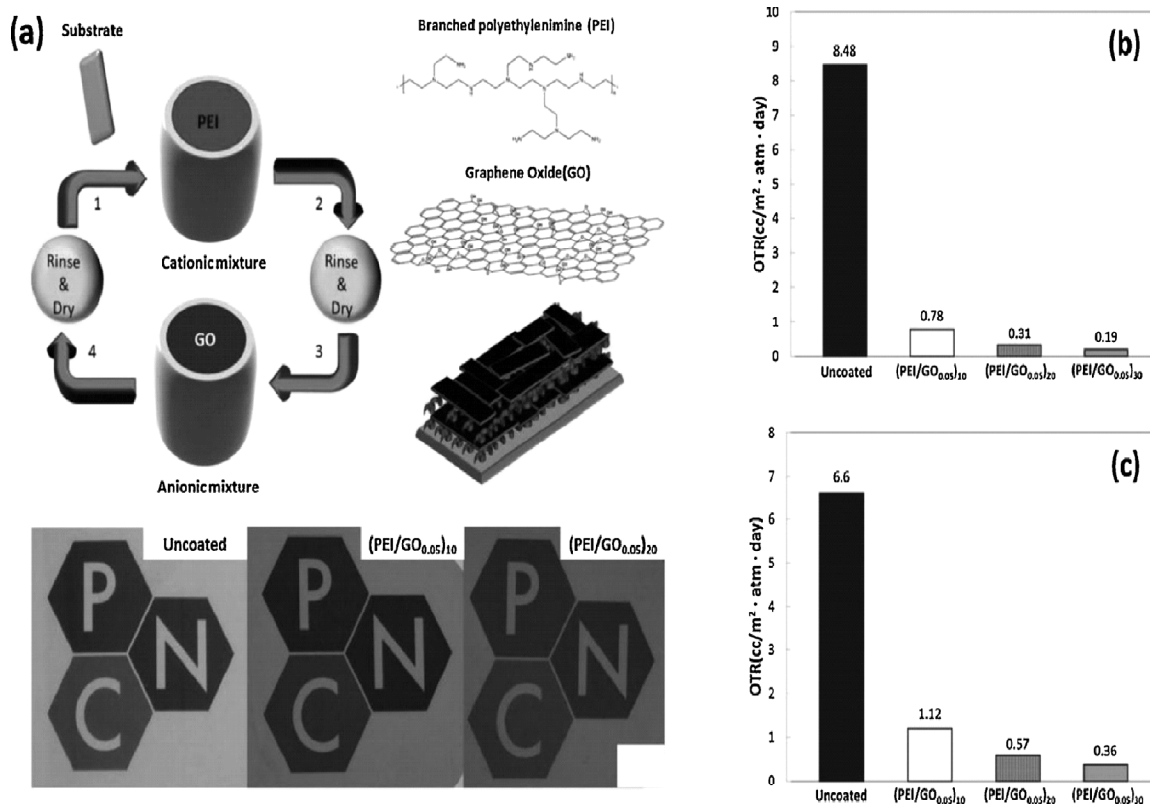 (a)
Substrate
PEI
1
2
Cationic mixture
Rinse
&
Dry
Rinse
&
Dry
GO
4
3
Anionic mixture
Branched polyethylenimine (PEI)
Graphene Oxide(GO)
Uncoated
(PEI/GO0.05)10
(PEI/GO0.05)20
P
N
C
P
N
C
P
N
C
(b)
OTR(cc/m² · atm · day)
10
9
8
7
6
5
4
3
2
1
0
8.48
0.78
0.31
0.19
Uncoated
(PEI/GO0.05)10
(PEI/GO0.05)20
(PEI/GO0.05)30
(c)
OTR(cc/m² · atm · day)
8
7
6
5
4
3
2
1
0
6.6
1.12
0.57
0.36
Uncoated
(PEI/GO0.05)10
(PEI/GO0.05)20
(PEI/GO0.05)30